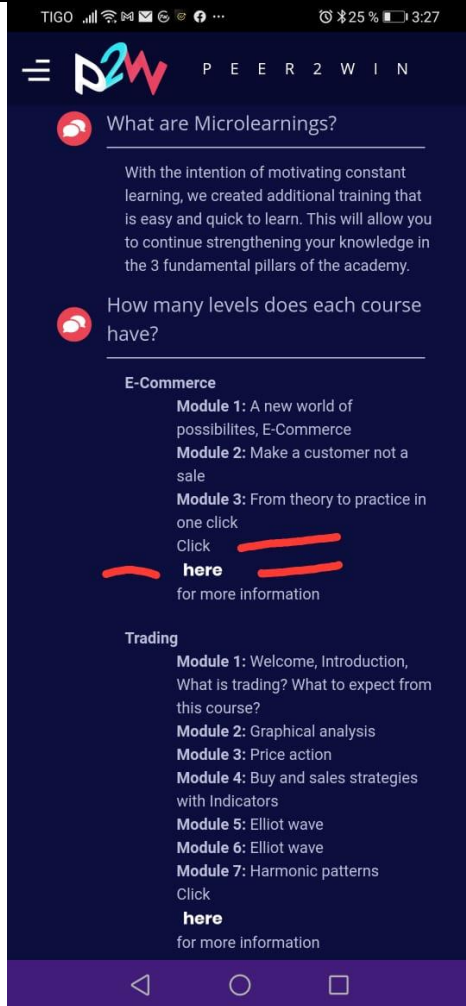 TIGO 25 % 3:27
p2W PEER2WIN
What are Microlearnings?
With the intention of motivating constant
learning, we created additional training that
is easy and quick to learn. This will allow you
to continue strengthening your knowledge in
the 3 fundamental pillars of the academy.
How many levels does each course
have?
E-Commerce
Module 1: A new world of
possibilites, E-Commerce
Module 2: Make a customer not a
sale
Module 3: From theory to practice in
one click
Click
here
for more information
Trading
Module 1: Welcome, Introduction,
What is trading? What to expect from
this course?
Module 2: Graphical analysis
Module 3: Price action
Module 4: Buy and sales strategies
with Indicators
Module 5: Elliot wave
Module 6: Elliot wave
Module 7: Harmonic patterns
Click
here
for more information